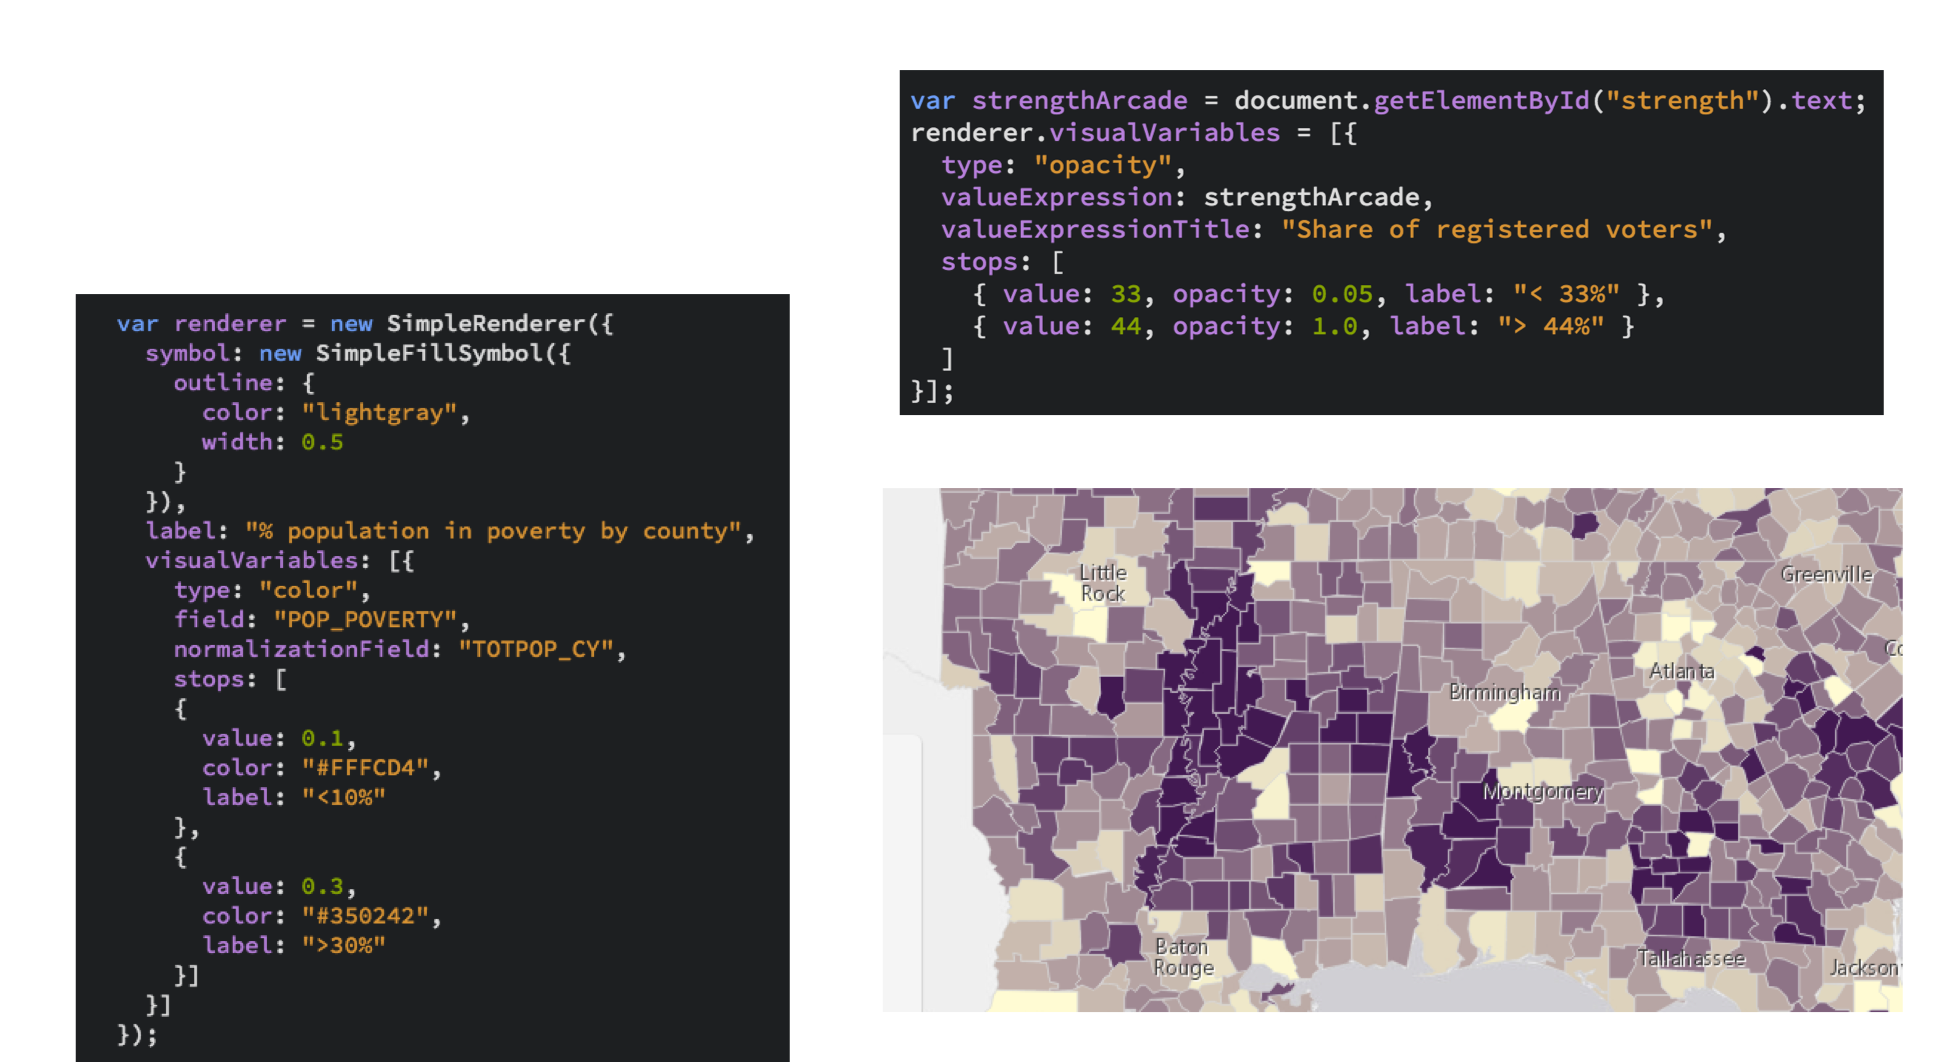 var renderer = new SimpleRenderer({
symbol: new SimpleFillSymbol({
outline: {
color: "lightgray",
width: 0.5
}
}),
label: "% population in poverty by county",
visualVariables: [{
type: "color",
field: "POP_POVERTY",
normalizationField: "TOTPOP_CY",
stops: [
{
value: 0.1,
color: "#FFFCD4",
label: "<10%"
},
{
value: 0.3,
color: "#350242",
label: ">30%"
}]
}]
});
var strengthArcade = document.getElementById("strength").text;
renderer.visualVariables = [{
type: "opacity",
valueExpression: strengthArcade,
valueExpressionTitle: "Share of registered voters",
stops: [
{ value: 33, opacity: 0.05, label: "< 33%" },
{ value: 44, opacity: 1.0, label: "> 44%" }
]
}];
Little
Rock
Greenville
Co
Atlanta
Birmingham
Montgomery
Baton
Rouge
Tallahassee
Jackson